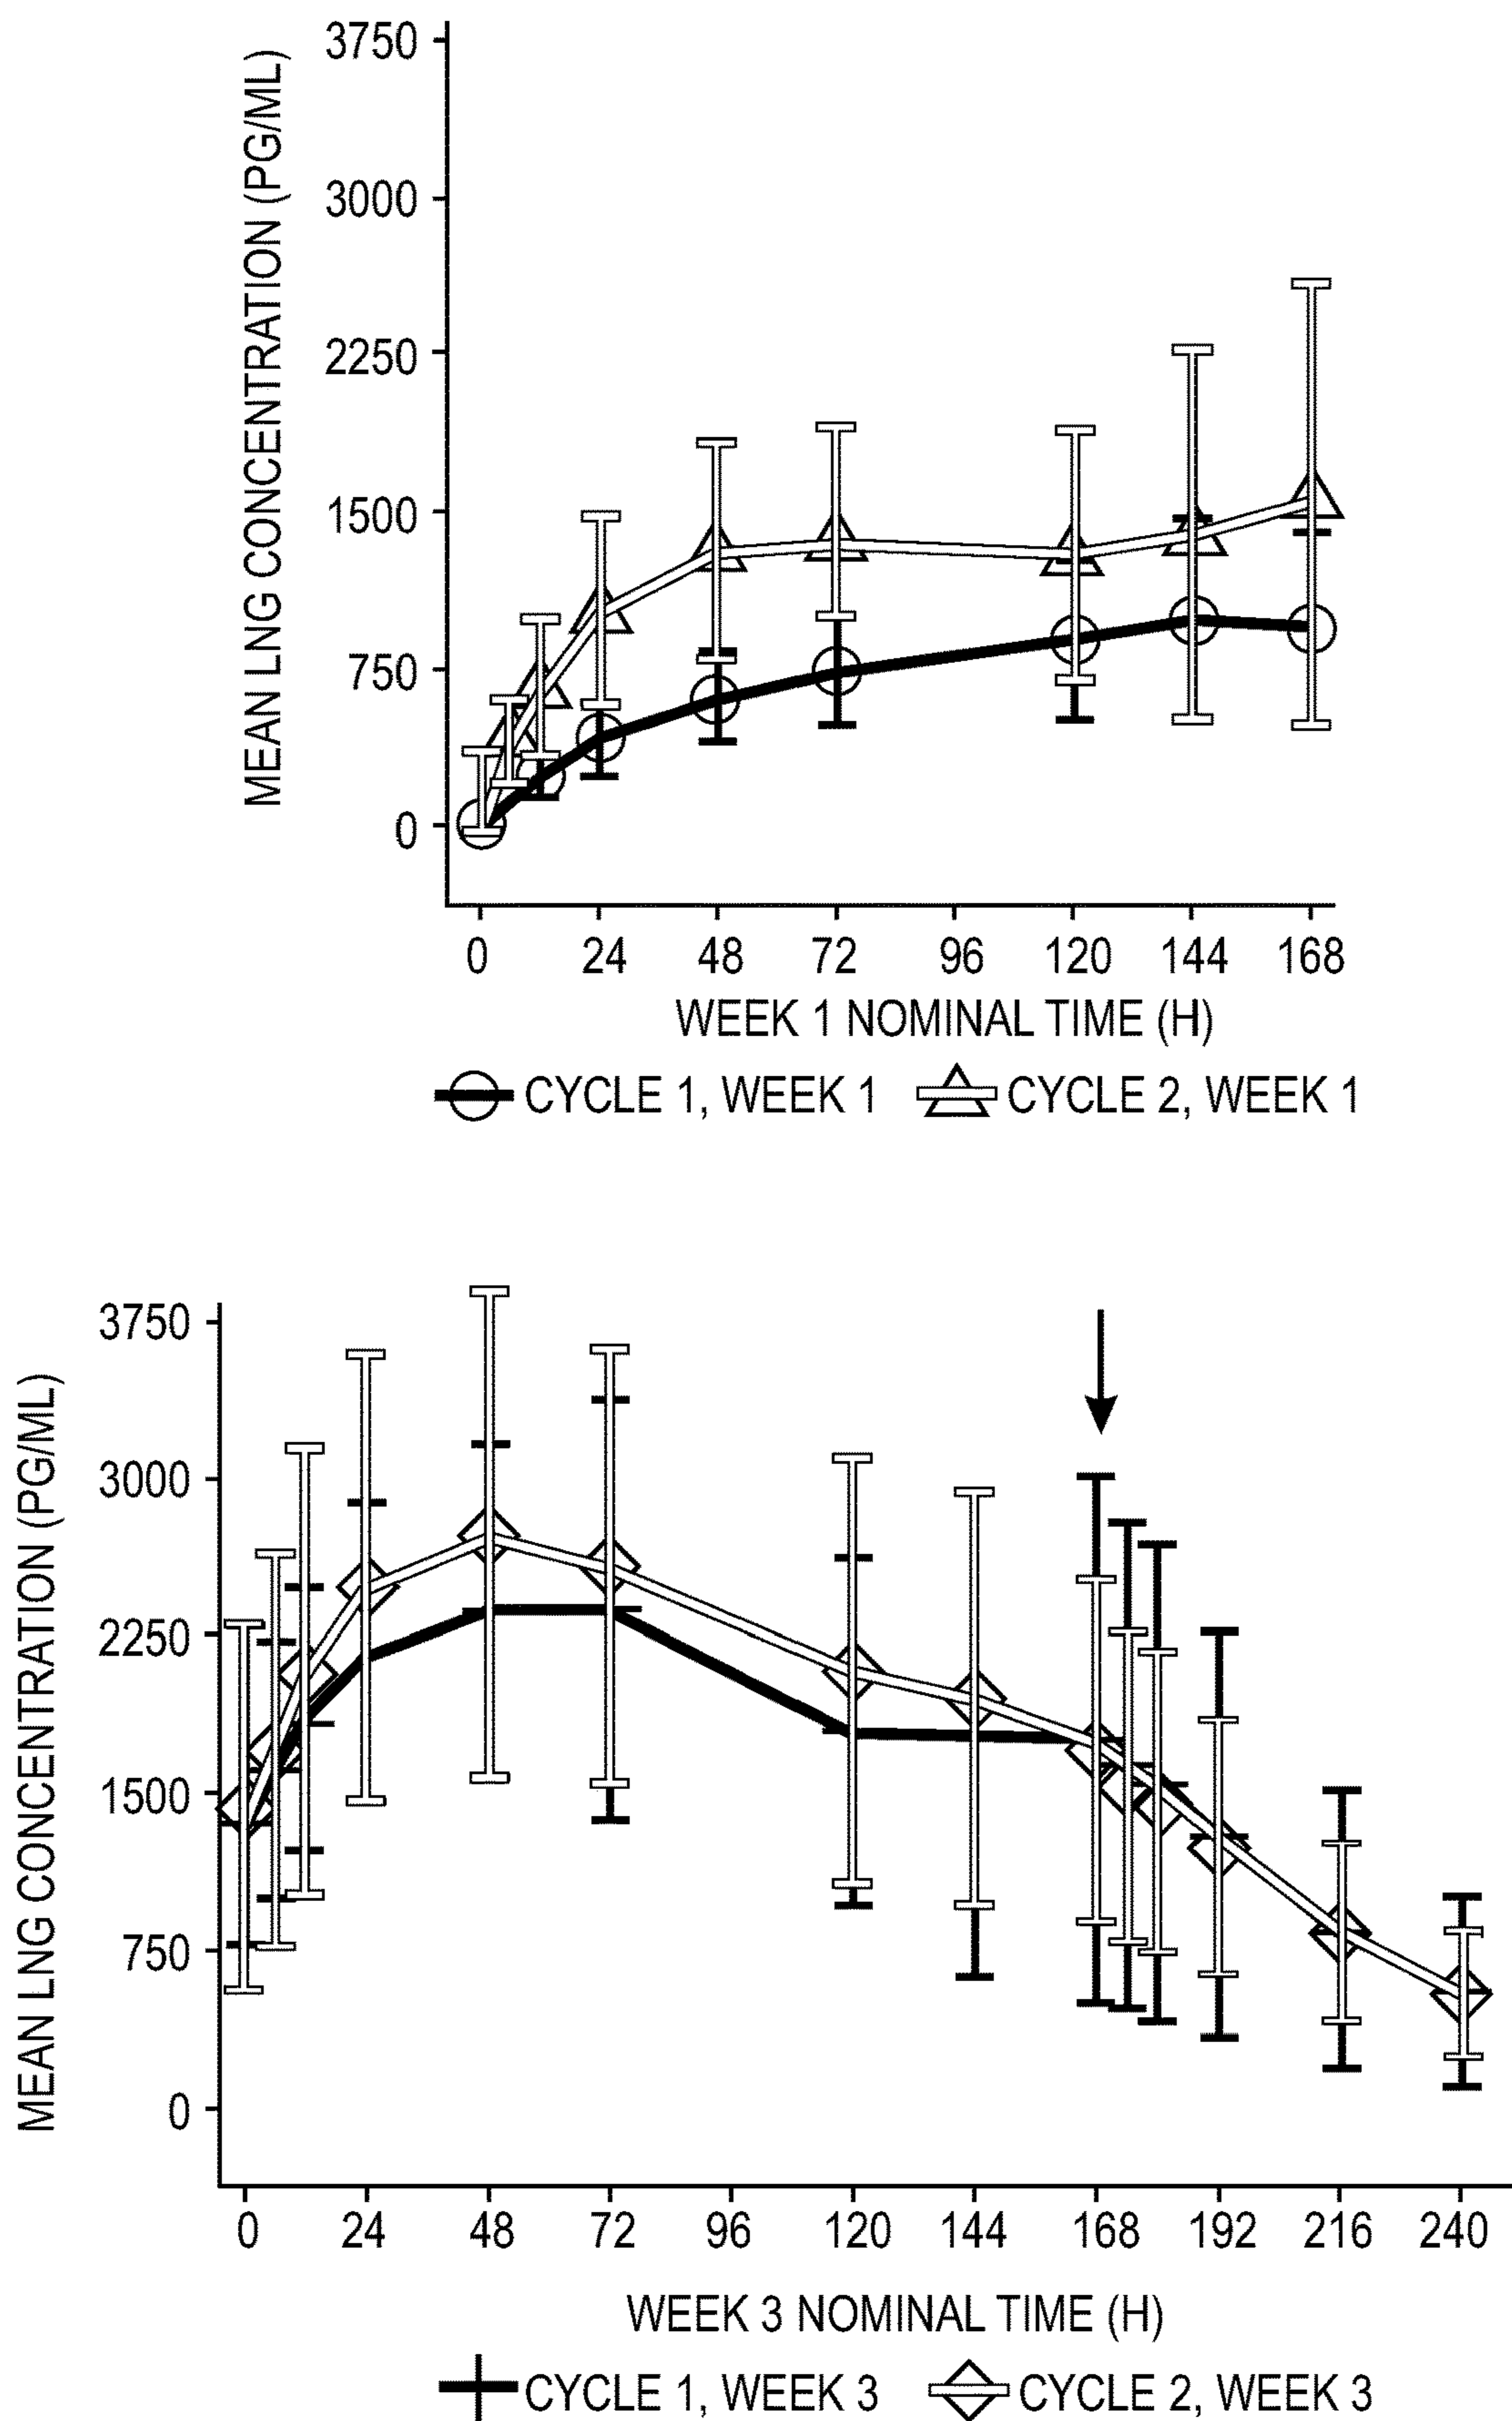 MEAN LNG CONCENTRATION (PG/ML)
3750
3000
2250
1500
750
0
0 24 48 72 96 120 144 168
WEEK 1 NOMINAL TIME (H)
CYCLE 1, WEEK 1 CYCLE 2, WEEK 1
MEAN LNG CONCENTRATION (PG/ML)
3750
3000
2250
1500
750
0
0 24 48 72 96 120 144 168 192 216 240
WEEK 3 NOMINAL TIME (H)
CYCLE 1, WEEK 3 CYCLE 2, WEEK 3